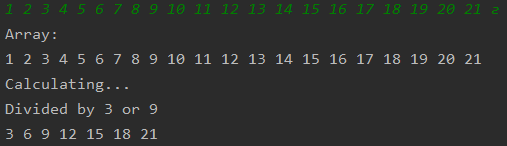 1 2 3 4 5 6 7 8 9 10 11 12 13 14 15 16 17 18 19 20 21 г
Array:
1 2 3 4 5 6 7 8 9 10 11 12 13 14 15 16 17 18 19 20 21
Calculating...
Divided by 3 or 9
3 6 9 12 15 18 21